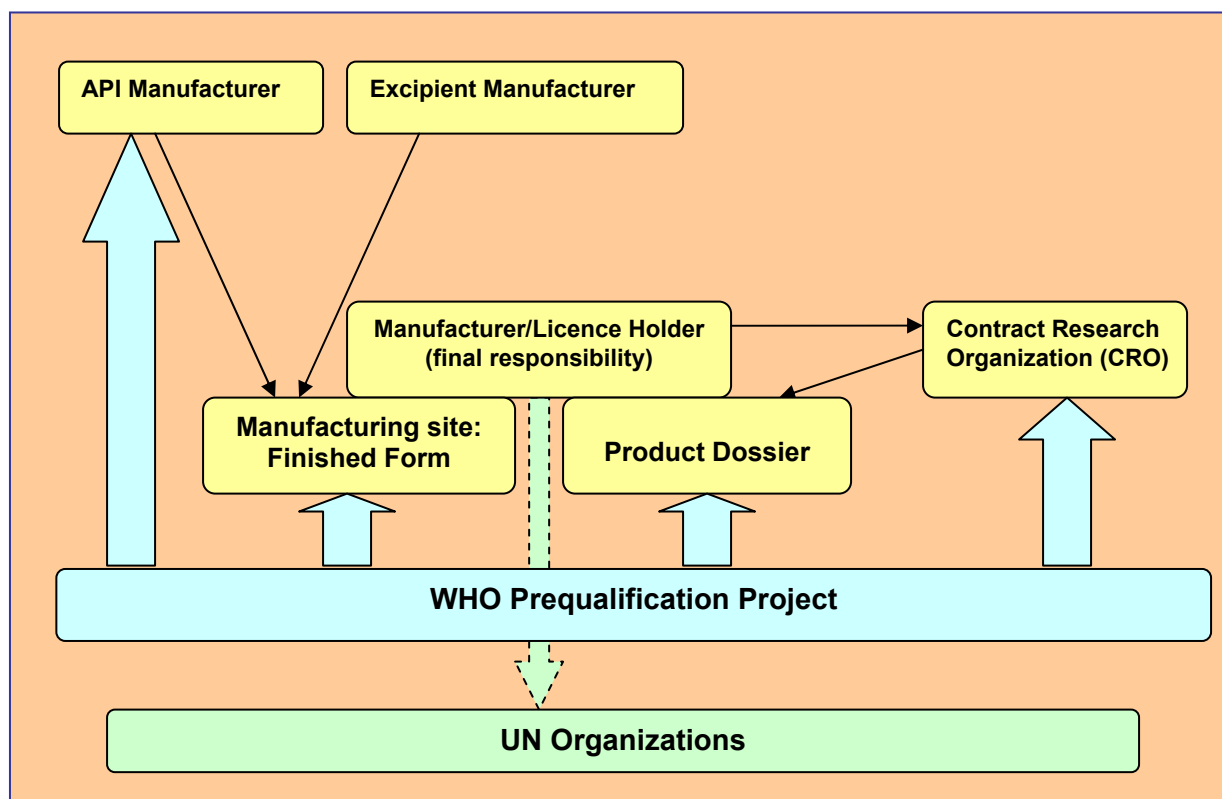 API Manufacturer
Excipient Manufacturer
Manufacturer/Licence Holder
(final responsibility)
Contract Research
Organization (CRO)
Manufacturing site:
Finished Form
Product Dossier
WHO Prequalification Project
UN Organizations